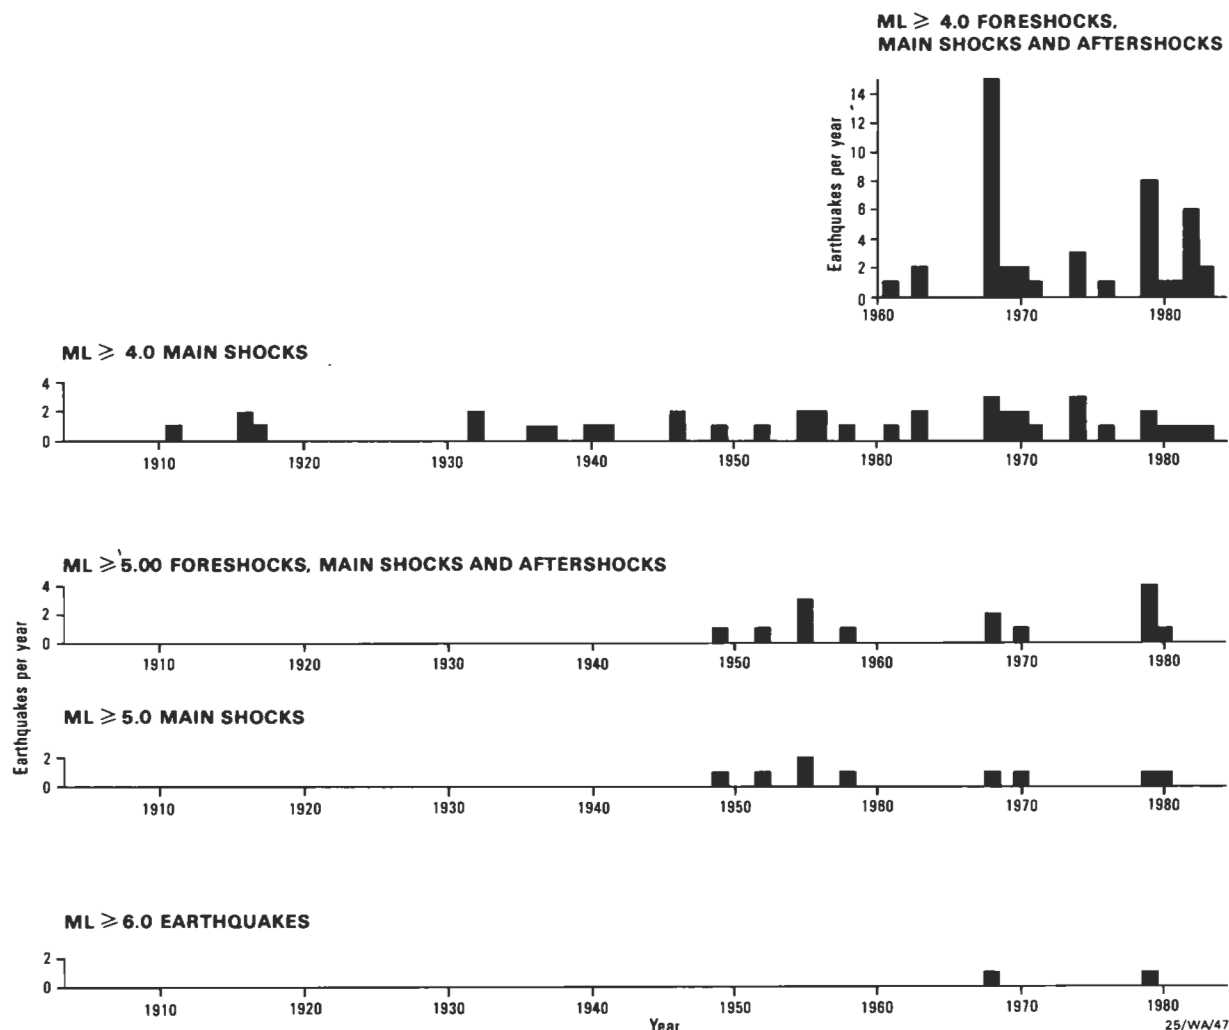 ML ⩾ 4.0 FORESHOCKS,
MAIN SHOCKS AND AFTERSHOCKS
Earthquakes per year
14
12
10
8
6
4
2
0
1960 1970 1980
ML ⩾ 4.0 MAIN SHOCKS
4
2
0
1910 1920 1930 1940 1950 1960 1970 1980
ML ⩾ 5.00 FORESHOCKS, MAIN SHOCKS AND AFTERSHOCKS
4
2
0
1910 1920 1930 1940 1950 1960 1970 1980
Earthquakes per year
ML ⩾ 5.0 MAIN SHOCKS
2
0
1910 1920 1930 1940 1950 1960 1970 1980
ML ⩾ 6.0 EARTHQUAKES
2
0
1910 1920 1930 1940 1950 1960 1970 1980
Year
25/WA/47